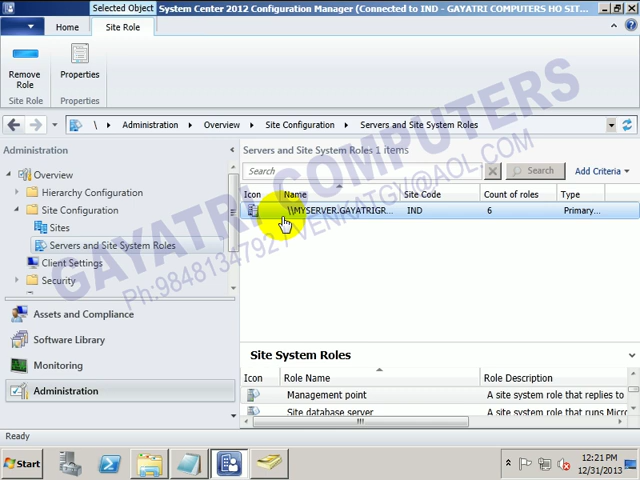 Selected Object
System Center 2012 Configuration Manager (Connected to IND - GAYATRI COMPUTERS HO SIT...
Home
Site Role
Remove Role
Properties
Site Role
Properties
\ Administration Overview Site Configuration Servers and Site System Roles
Administration
Overview
Hierarchy Configuration
Site Configuration
Sites
Servers and Site System Roles
Client Settings
Security
Assets and Compliance
Software Library
Monitoring
Administration
Servers and Site System Roles 1 items
Search
Search
Add Criteria
Icon Name Site Code Count of roles Type
\\MYSERVER.GAYATRIGR... IND 6 Primary...
Site System Roles
Icon Role Name Role Description
Management point A site system role that replies to
Site database server A site system role that runs Micro
GAYATRI COMPUTERS
Ph:9848134792 / VENKATGY@AOL.COM
Ready
Start
12:21 PM
12/31/2013